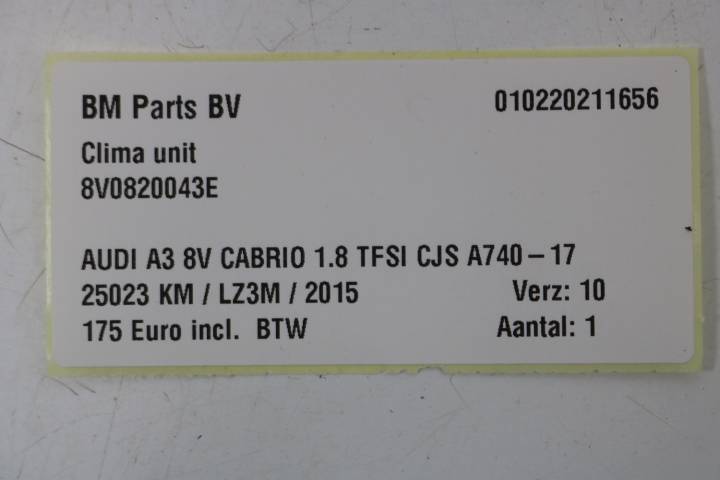 BM Parts BV 010220211656
Clima unit
8V0820043E
AUDI A3 8V CABRIO 1.8 TFSI CJS A740-17
25023 KM / LZ3M / 2015 Verz: 10
175 Euro incl. BTW Aantal: 1